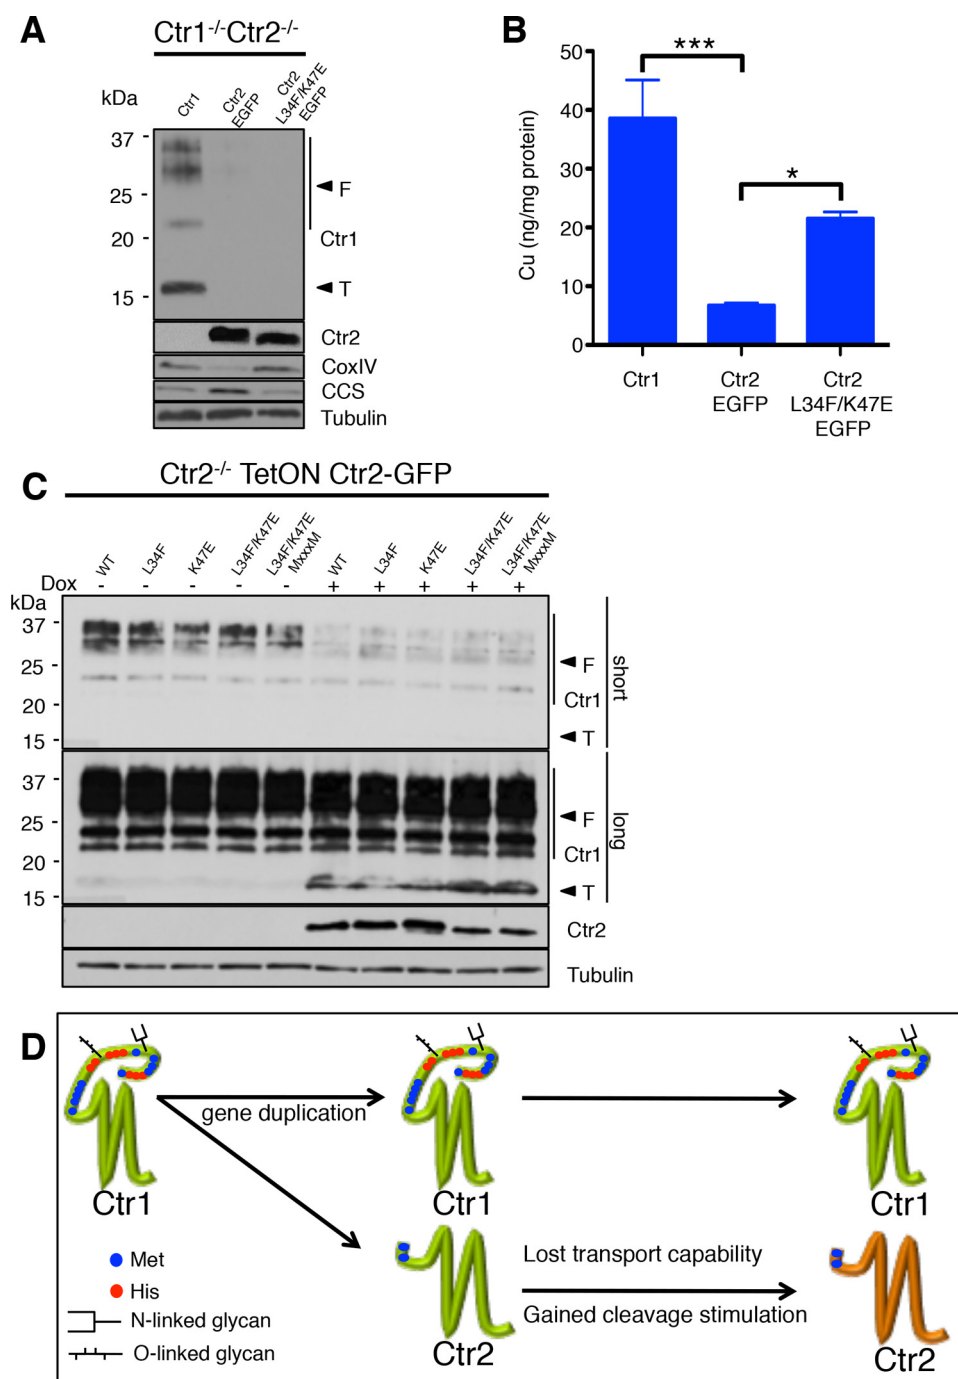 A
Ctr1-/-Ctr2-/-
kDa
Ctr1
Ctr2
EGFP
Ctr2
L34F/K47E
EGFP
37
25
20
15
F
Ctr1
T
Ctr2
CoxIV
CCS
Tubulin
B
Cu (ng/mg protein)
50
40
30
20
10
0
***
*
Ctr1
Ctr2
EGFP
Ctr2
L34F/K47E
EGFP
C
Ctr2-/- TetON Ctr2-GFP
WT
L34F
K47E
L34F/K47E
L34F/K47E
MxxxM
WT
L34F
K47E
L34F/K47E
L34F/K47E
MxxxM
Dox - - - - - + + + + +
kDa
37
25
20
15
F
Ctr1
T
short
37
25
20
15
F
Ctr1
T
long
Ctr2
Tubulin
D
gene duplication
Ctr1
Ctr1
Ctr1
Met
His
N-linked glycan
O-linked glycan
Lost transport capability
Gained cleavage stimulation
Ctr2
Ctr2